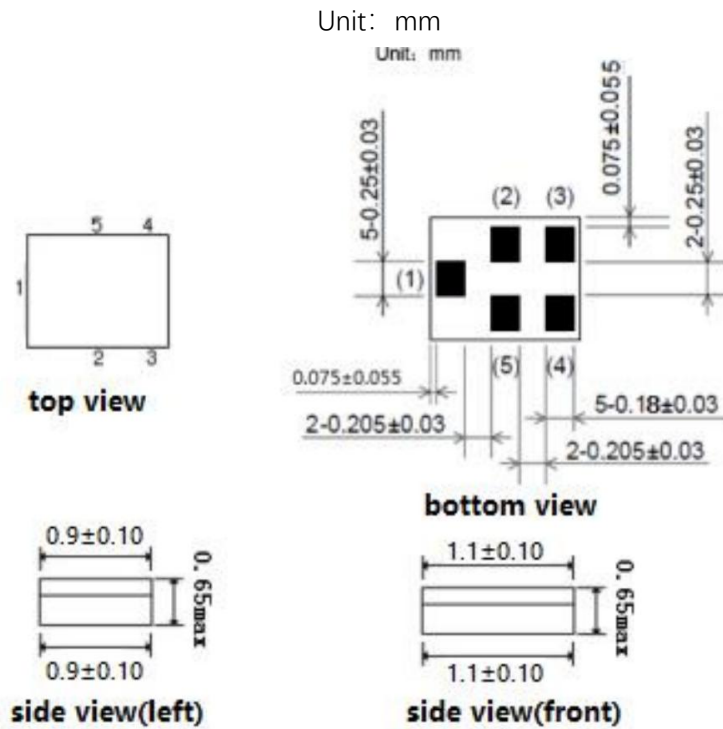 Unit: mm
Unit: mm
5-0.25±0.03
0.075±0.055
2-0.25±0.03
(2) (3)
(1)
(5) (4)
5 4
1
2 3
top view
0.075±0.055
5-0.18±0.03
2-0.205±0.03
2-0.205±0.03
bottom view
0.9±0.10
0.65max
0.9±0.10
side view(left)
1.1±0.10
0.65max
1.1±0.10
side view(front)